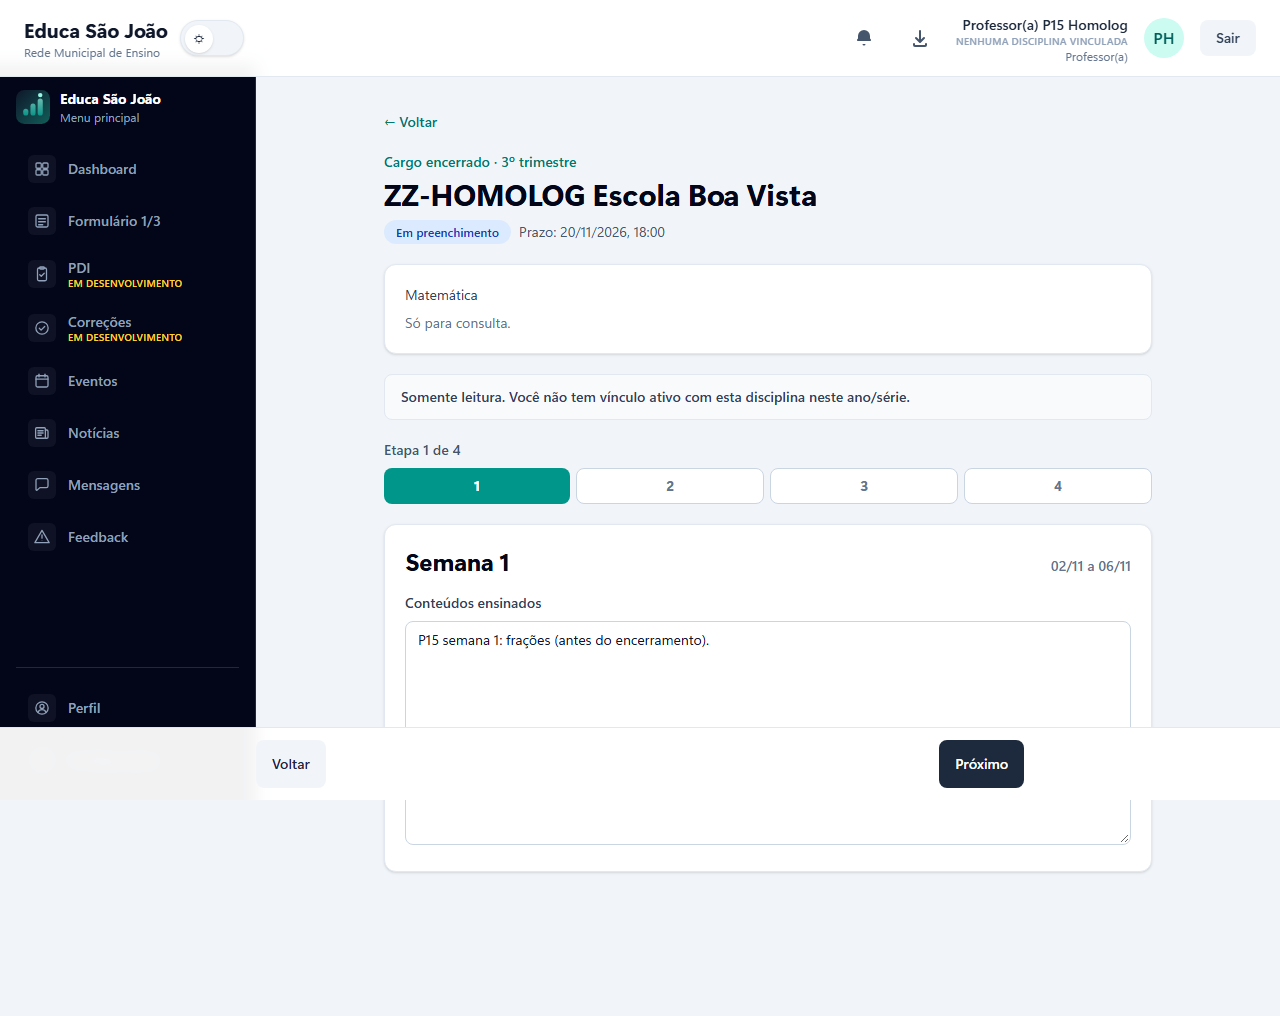 Educa São João
Rede Municipal de Ensino
Professor(a) P15 Homolog
NENHUMA DISCIPLINA VINCULADA
Professor(a)
PH
Sair
Educa São João
Menu principal
Dashboard
Formulário 1/3
PDI
EM DESENVOLVIMENTO
Correções
EM DESENVOLVIMENTO
Eventos
Notícias
Mensagens
Feedback
Perfil
← Voltar
Cargo encerrado · 3º trimestre
ZZ-HOMOLOG Escola Boa Vista
Em preenchimento
Prazo: 20/11/2026, 18:00
Matemática
Só para consulta.
Somente leitura. Você não tem vínculo ativo com esta disciplina neste ano/série.
Etapa 1 de 4
1 2 3 4
Semana 1
02/11 a 06/11
Conteúdos ensinados
P15 semana 1: frações (antes do encerramento).
Voltar
Próximo